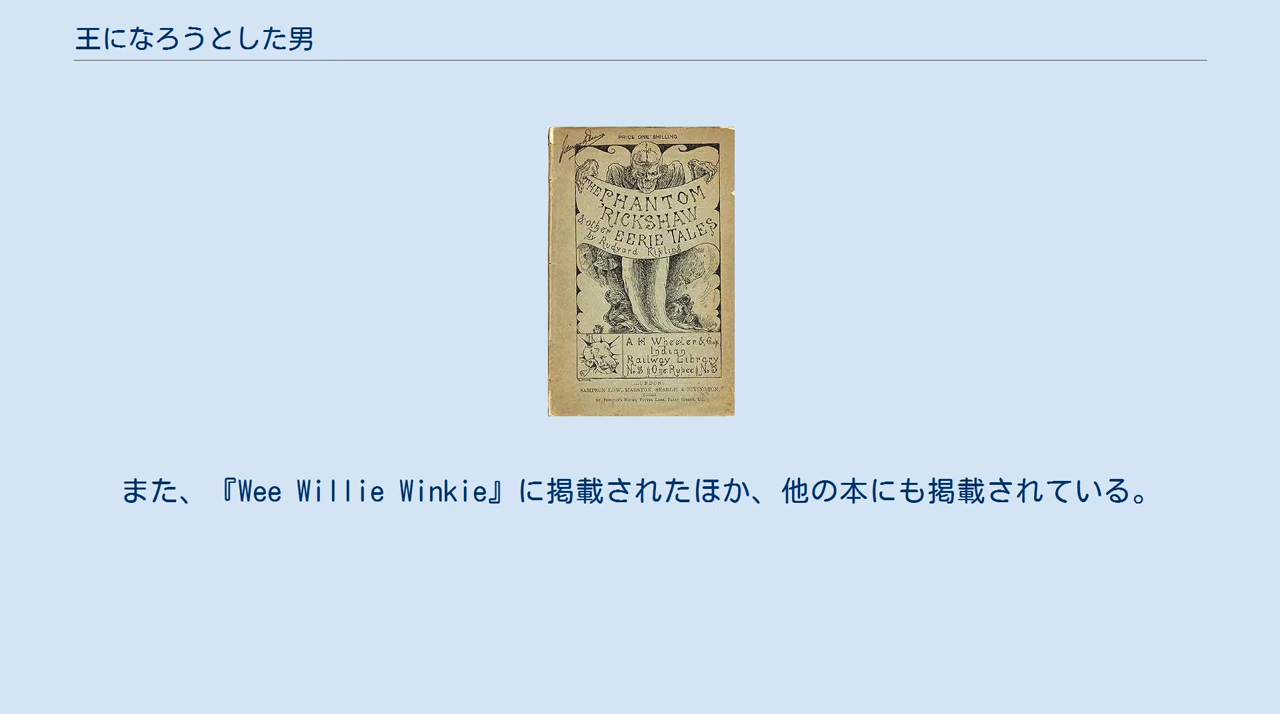 王になろうとした男
PRICE ONE SHILLING
THE PHANTOM
'RICKSHAW
& other EERIE TALES
by Rudyard Kipling
A H Wheeler & Co's
Indian
Railway Library
No. 5 One Rupee No. 5
LONDON:
SAMPSON LOW, MARSTON, SEARLE, & RIVINGTON,
Limited
また、『Wee Willie Winkie』に掲載されたほか、他の本にも掲載されている。